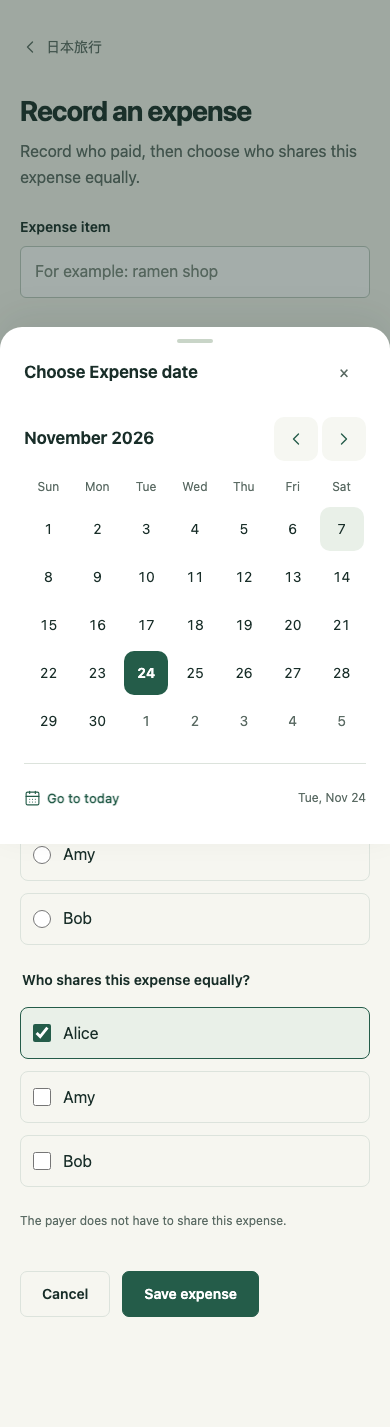 日本旅行
Record an expense
Record who paid, then choose who shares this
expense equally.
Expense item
For example: ramen shop
Choose Expense date
×
November 2026
Sun Mon Tue Wed Thu Fri Sat
1 2 3 4 5 6 7
8 9 10 11 12 13 14
15 16 17 18 19 20 21
22 23 24 25 26 27 28
29 30 1 2 3 4 5
Go to today Tue, Nov 24
Amy
Bob
Who shares this expense equally?
Alice
Amy
Bob
The payer does not have to share this expense.
Cancel Save expense